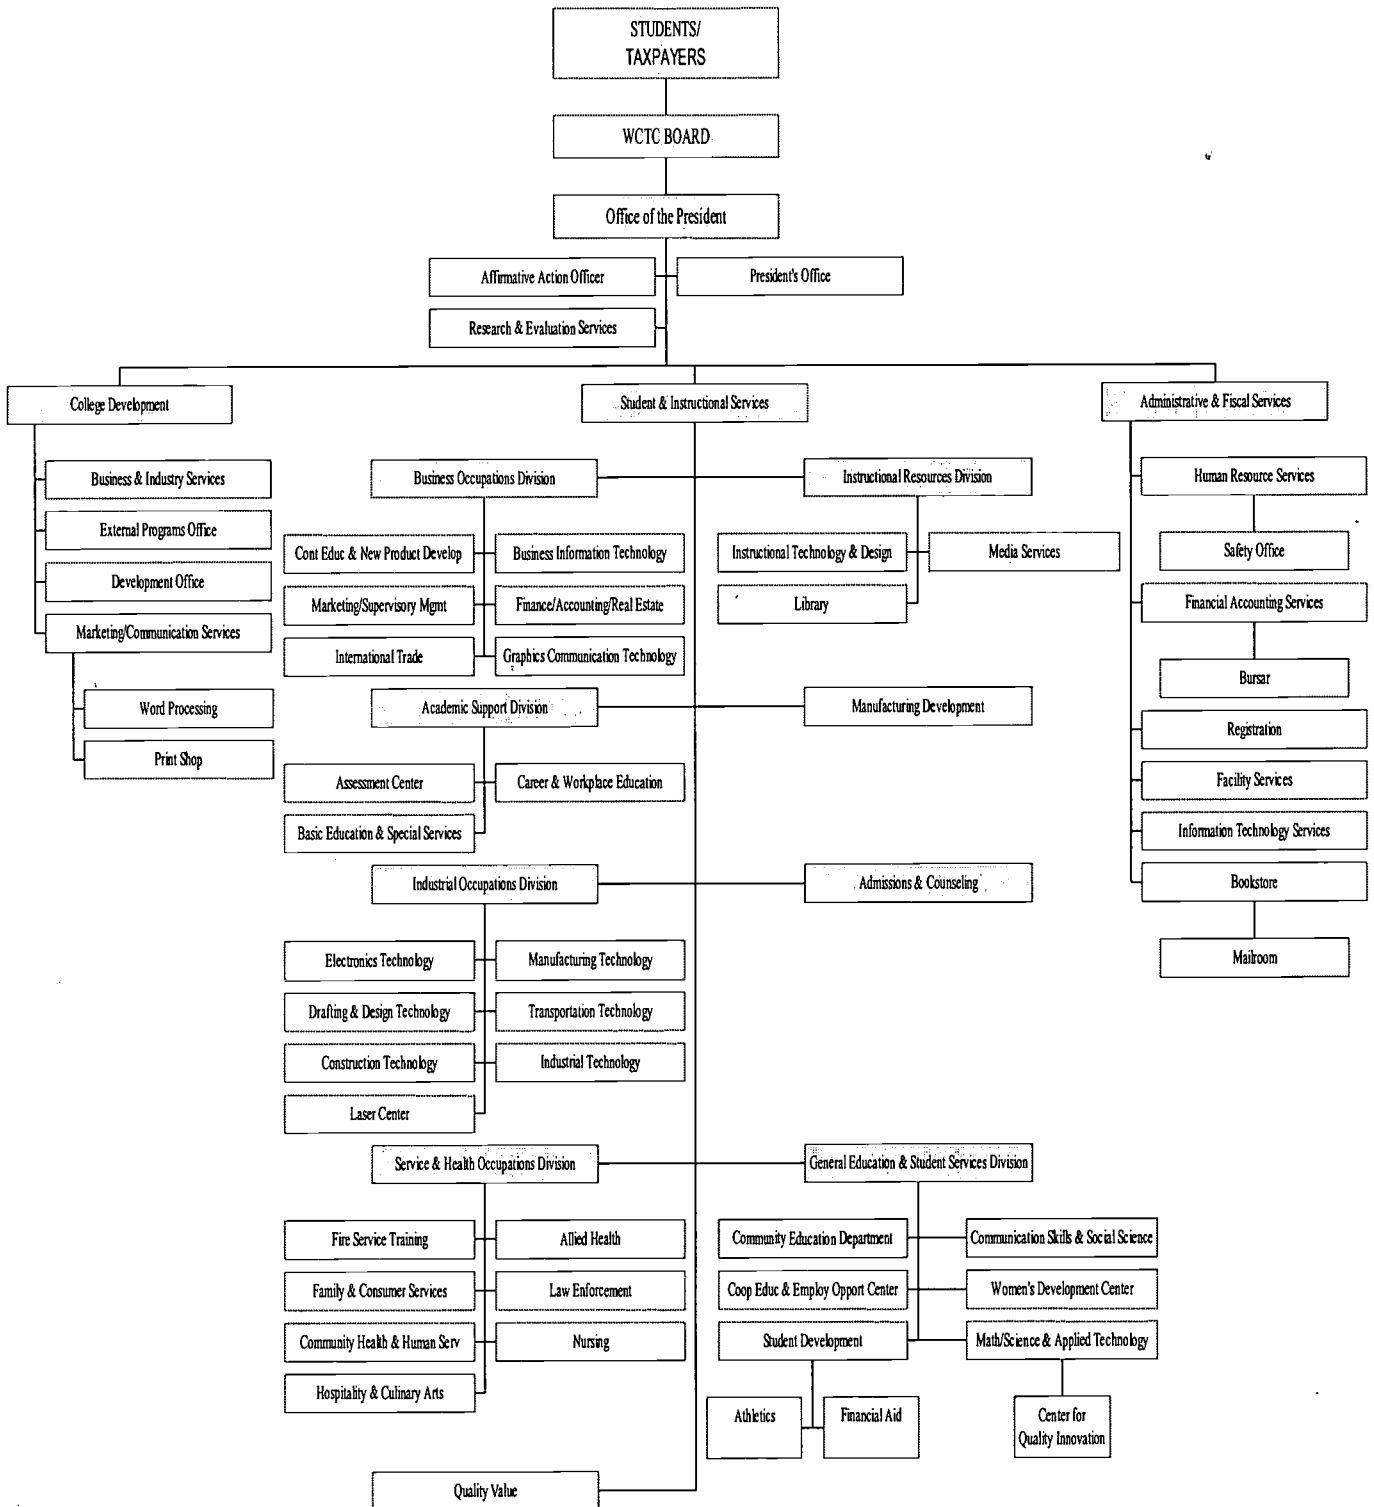 STUDENTS/
TAXPAYERS
WCTC BOARD
Office of the President
Affirmative Action Officer
President's Office
Research & Evaluation Services
College Development
Student & Instructional Services
Administrative & Fiscal Services
Business & Industry Services
External Programs Office
Development Office
Marketing/Communication Services
Word Processing
Print Shop
Business Occupations Division
Instructional Resources Division
Cont Educ & New Product Develop
Business Information Technology
Marketing/Supervisory Mgmt
Finance/Accounting/Real Estate
International Trade
Graphics Communication Technology
Instructional Technology & Design
Media Services
Library
Academic Support Division
Manufacturing Development
Assessment Center
Career & Workplace Education
Basic Education & Special Services
Industrial Occupations Division
Admissions & Counseling
Electronics Technology
Manufacturing Technology
Drafting & Design Technology
Transportation Technology
Construction Technology
Industrial Technology
Laser Center
Service & Health Occupations Division
General Education & Student Services Division
Fire Service Training
Allied Health
Family & Consumer Services
Law Enforcement
Community Health & Human Serv
Nursing
Hospitality & Culinary Arts
Community Education Department
Communication Skills & Social Science
Coop Educ & Employ Opport Center
Women's Development Center
Student Development
Math/Science & Applied Technology
Athletics
Financial Aid
Center for
Quality Innovation
Quality Value
Human Resource Services
Safety Office
Financial Accounting Services
Bursar
Registration
Facility Services
Information Technology Services
Bookstore
Mailroom